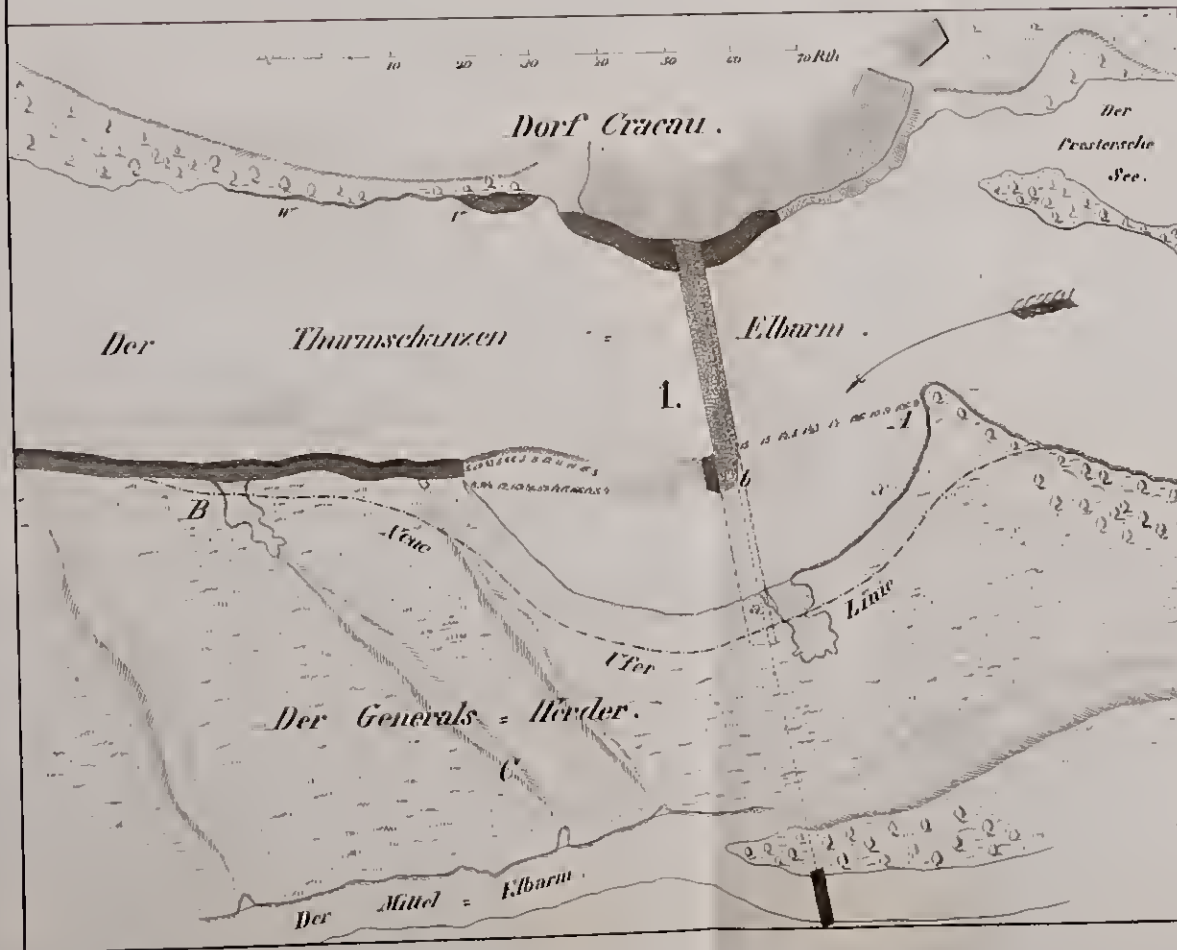 10 20 30 40 50 60 70 Rth
Dorf Cracau.
Der
See.
w r
Der Thurmschanzen = Elbarm.
1.
A
b
B
x
Neue
Ufer
Linie
a
Der Generals = Werder.
C
Der Mittel = Elbarm.